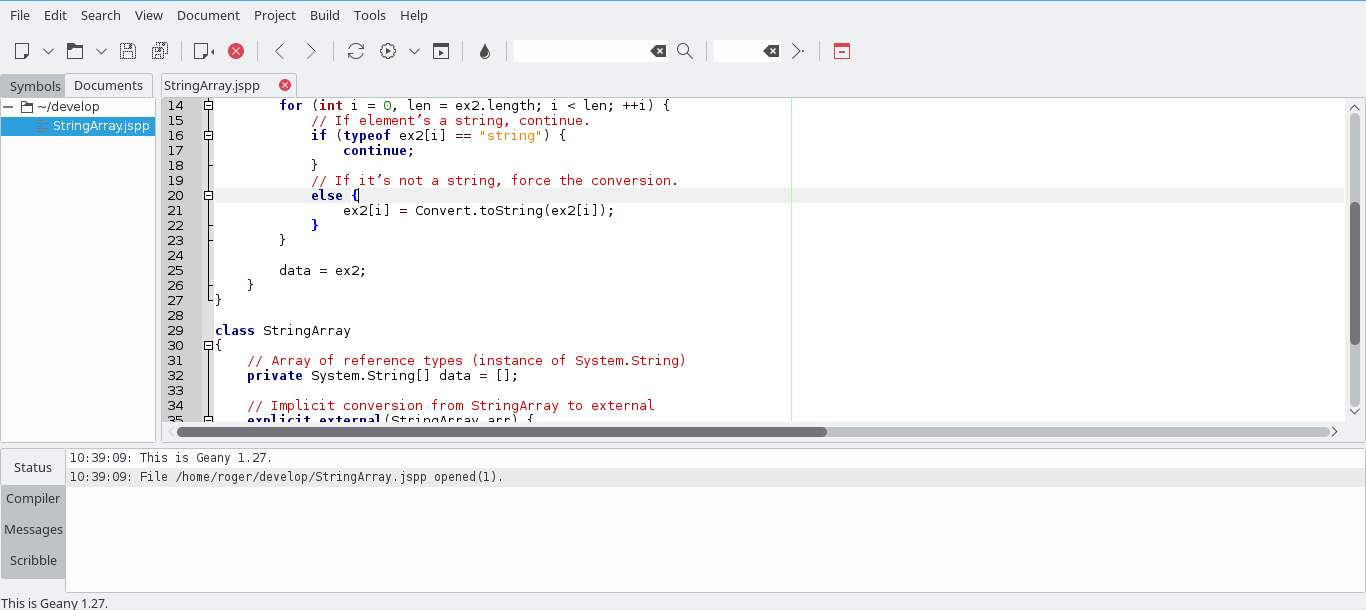 File Edit Search View Document Project Build Tools Help
Symbols Documents StringArray.jspp
~/develop
StringArray.jspp
14 for (int i = 0, len = ex2.length; i < len; ++i) {
15 // If element’s a string, continue.
16 if (typeof ex2[i] == "string") {
17 continue;
18 }
19 // If it’s not a string, force the conversion.
20 else {
21 ex2[i] = Convert.toString(ex2[i]);
22 }
23 }
24
25 data = ex2;
26 }
27 }
28
29 class StringArray
30 {
31 // Array of reference types (instance of System.String)
32 private System.String[] data = [];
33
34 // Implicit conversion from StringArray to external
35 explicit external(StringArray arr) {
Status
Compiler
Messages
Scribble
10:39:09: This is Geany 1.27.
10:39:09: File /home/roger/develop/StringArray.jspp opened(1).
This is Geany 1.27.